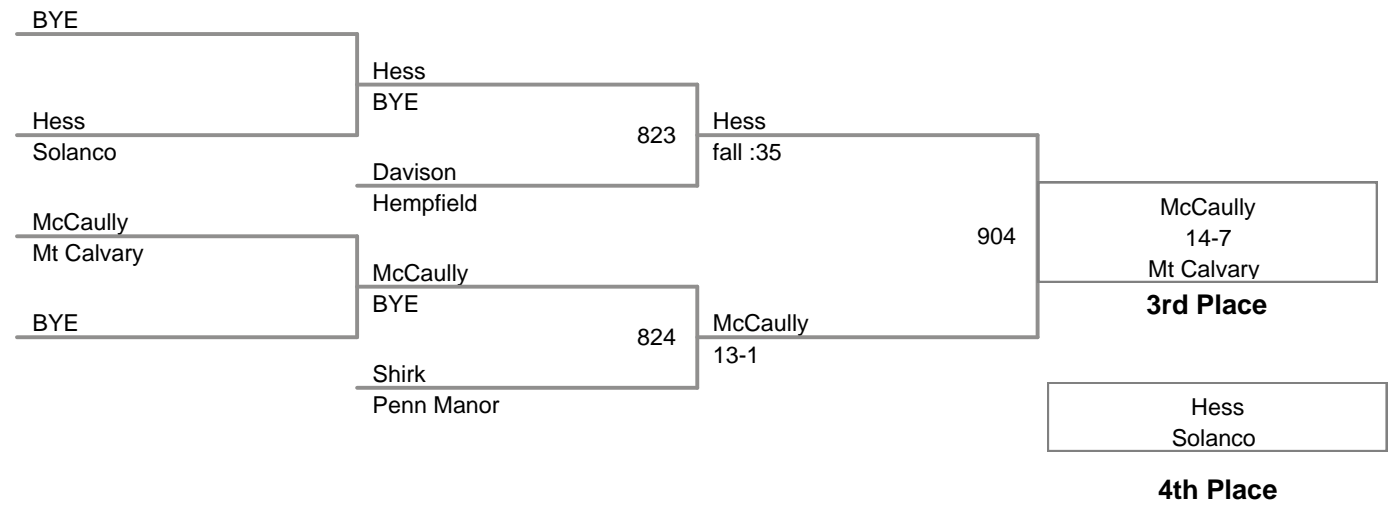 BYE
Hess
BYE
Hess
Solanco
823
Hess
fall :35
Davison
Hempfield
McCaully
Mt Calvary
904
McCaully
14-7
Mt Calvary
3rd Place
McCaully
BYE
BYE
824
McCaully
13-1
Shirk
Penn Manor
Hess
Solanco
4th Place